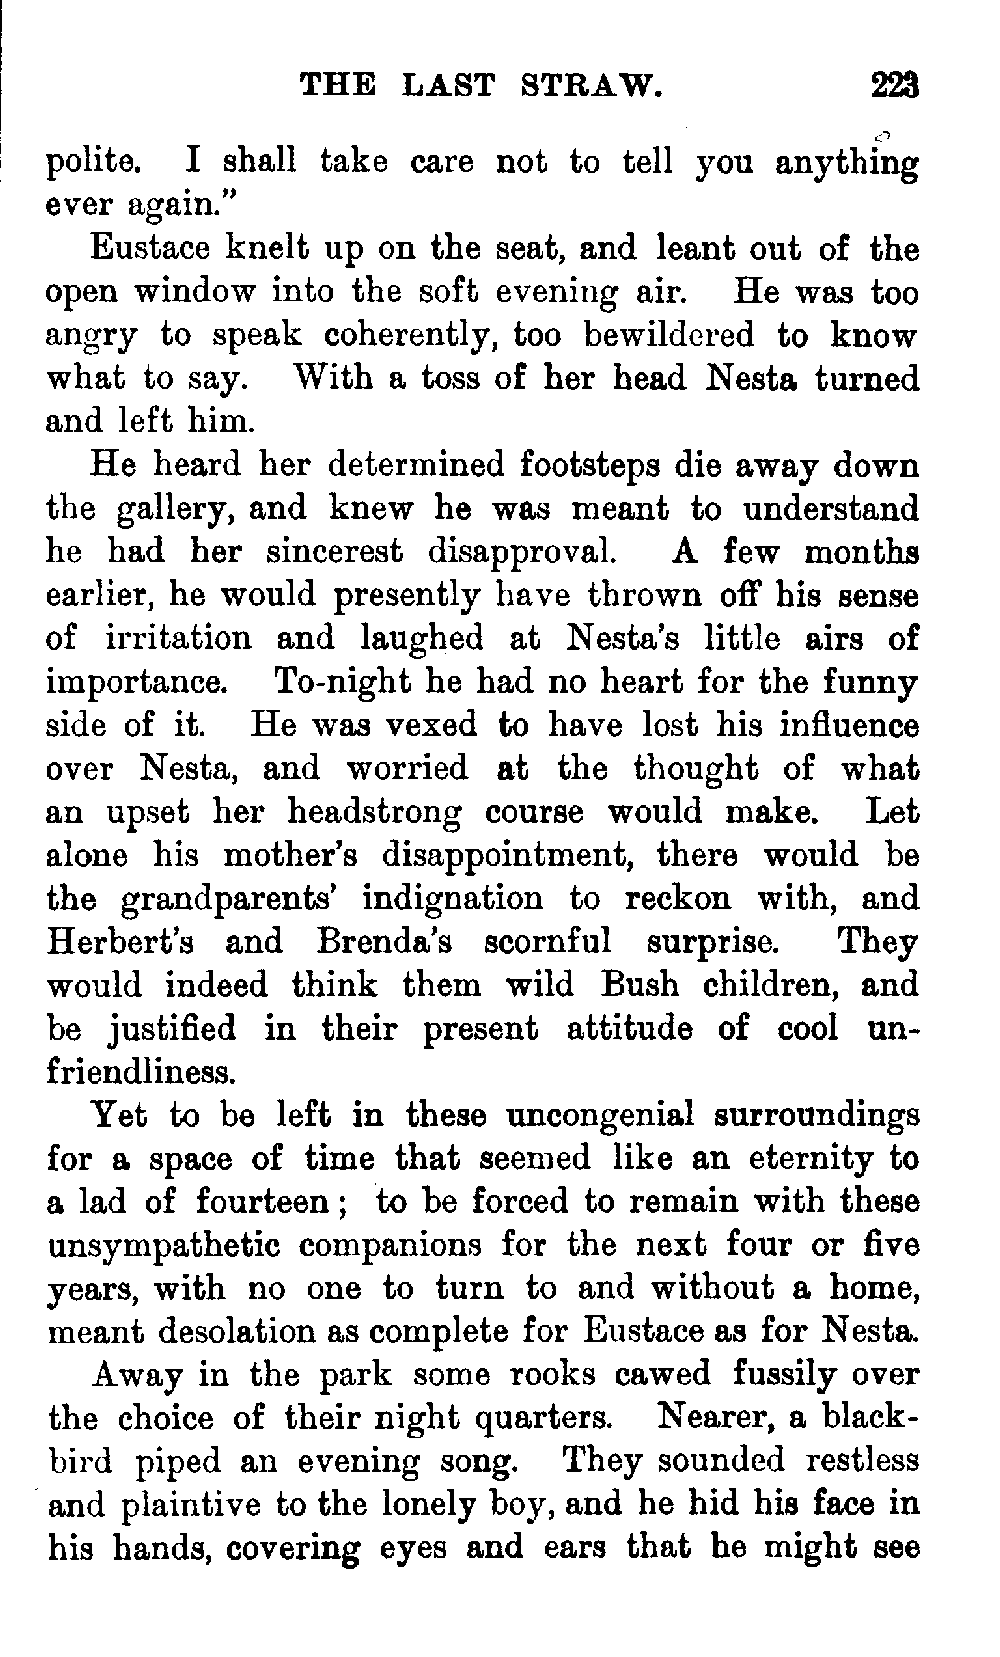 THE LAST STRAW. 223
polite. I shall take care not to tell you anything
ever again."
Eustace knelt up on the seat, and leant out of the
open window into the soft evening air. He was too
angry to speak coherently, too bewildered to know
what to say. With a toss of her head Nesta turned
and left him.
He heard her determined footsteps die away down
the gallery, and knew he was meant to understand
he had her sincerest disapproval. A few months
earlier, he would presently have thrown off his sense
of irritation and laughed at Nesta's little airs of
importance. To-night he had no heart for the funny
side of it. He was vexed to have lost his influence
over Nesta, and worried at the thought of what
an upset her headstrong course would make. Let
alone his mother's disappointment, there would be
the grandparents' indignation to reckon with, and
Herbert's and Brenda's scornful surprise. They
would indeed think them wild Bush children, and
be justified in their present attitude of cool un-
friendliness.
Yet to be left in these uncongenial surroundings
for a space of time that seemed like an eternity to
a lad of fourteen; to be forced to remain with these
unsympathetic companions for the next four or five
years, with no one to turn to and without a home,
meant desolation as complete for Eustace as for Nesta.
Away in the park some rooks cawed fussily over
the choice of their night quarters. Nearer, a black-
bird piped an evening song. They sounded restless
and plaintive to the lonely boy, and he hid his face in
his hands, covering eyes and ears that he might see